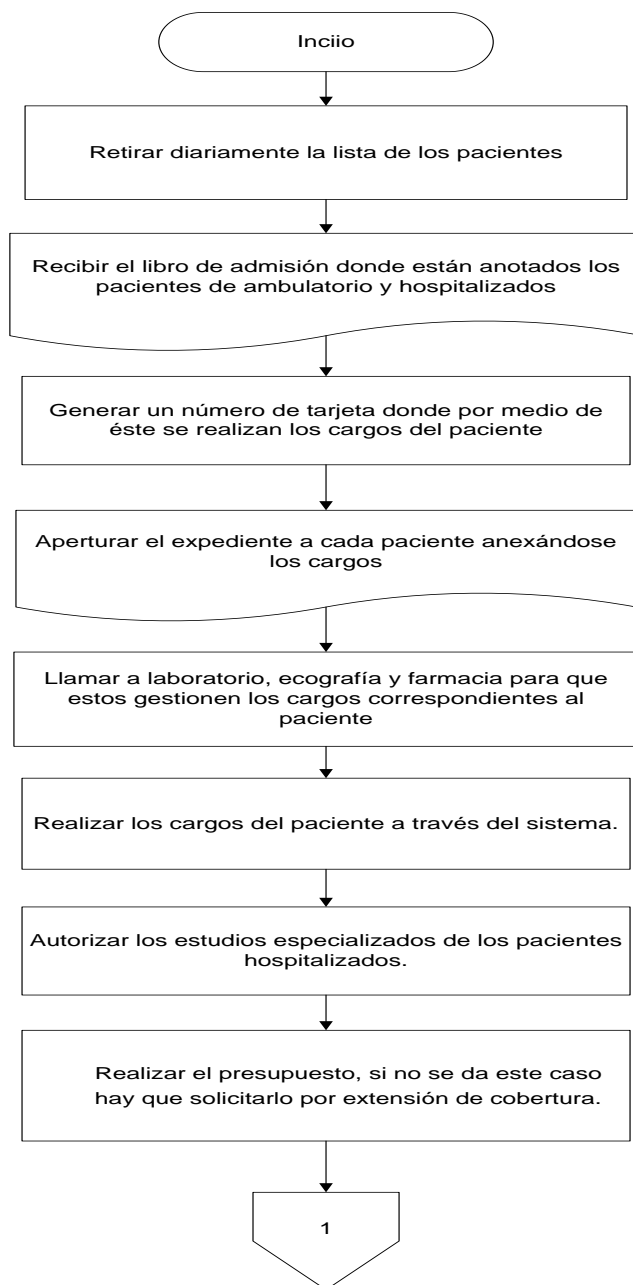 Inciio
Retirar diariamente la lista de los pacientes
Recibir el libro de admisión donde están anotados los
pacientes de ambulatorio y hospitalizados
Generar un número de tarjeta donde por medio de
éste se realizan los cargos del paciente
Aperturar el expediente a cada paciente anexándose
los cargos
Llamar a laboratorio, ecografía y farmacia para que
estos gestionen los cargos correspondientes al
paciente
Realizar los cargos del paciente a través del sistema.
Autorizar los estudios especializados de los pacientes
hospitalizados.
Realizar el presupuesto, si no se da este caso
hay que solicitarlo por extensión de cobertura.
1